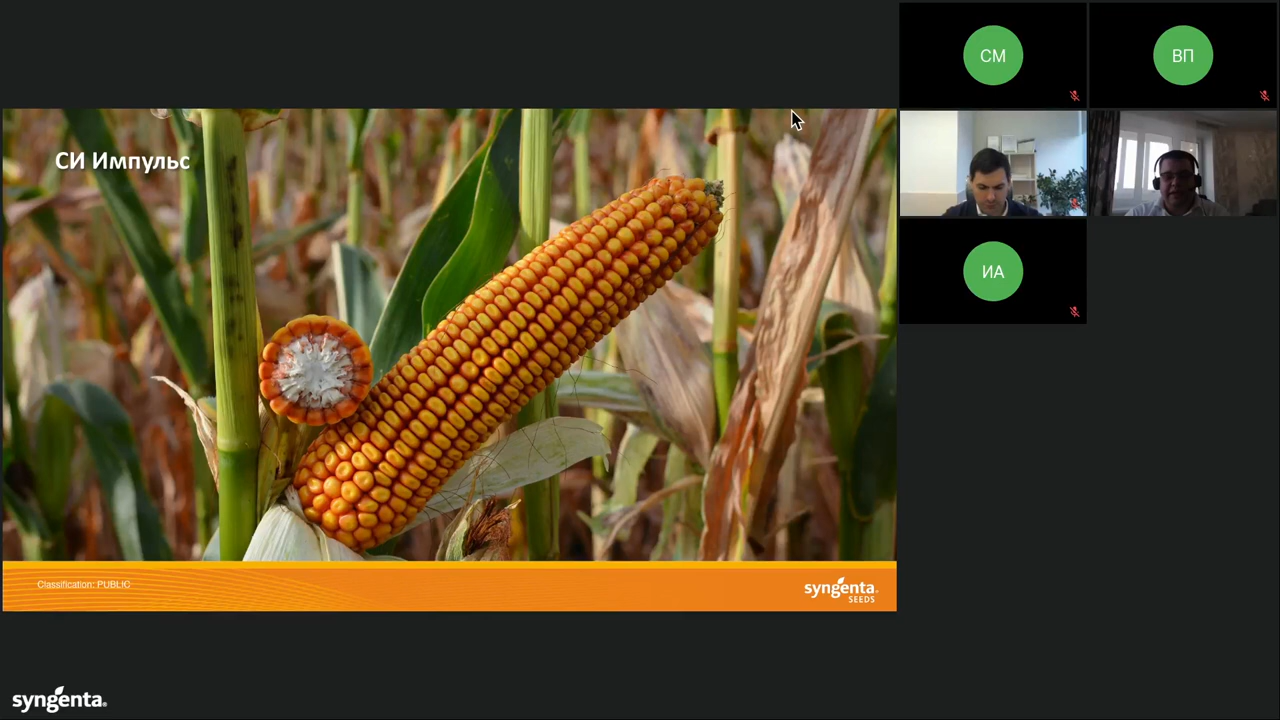 СМ
ВП
СИ Импульс
ИА
Classification: PUBLIC
syngenta®
SEEDS
syngenta®